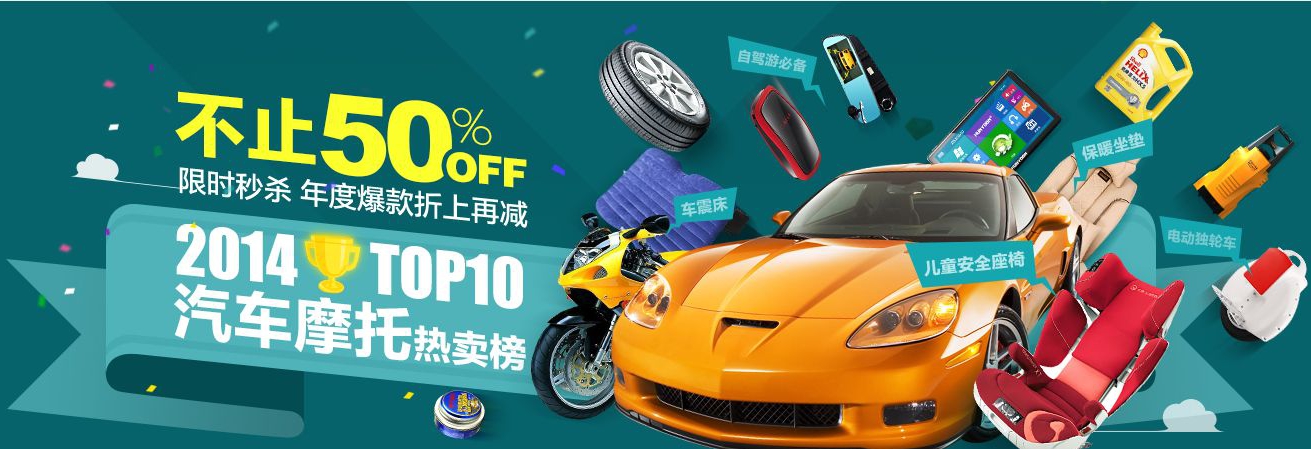 不止50%OFF
限时秒杀 年度爆款折上再减
2014 TOP10
汽车摩托热卖榜
自驾游必备
车震床
保暖坐垫
电动独轮车
儿童安全座椅
Shell
HELIX